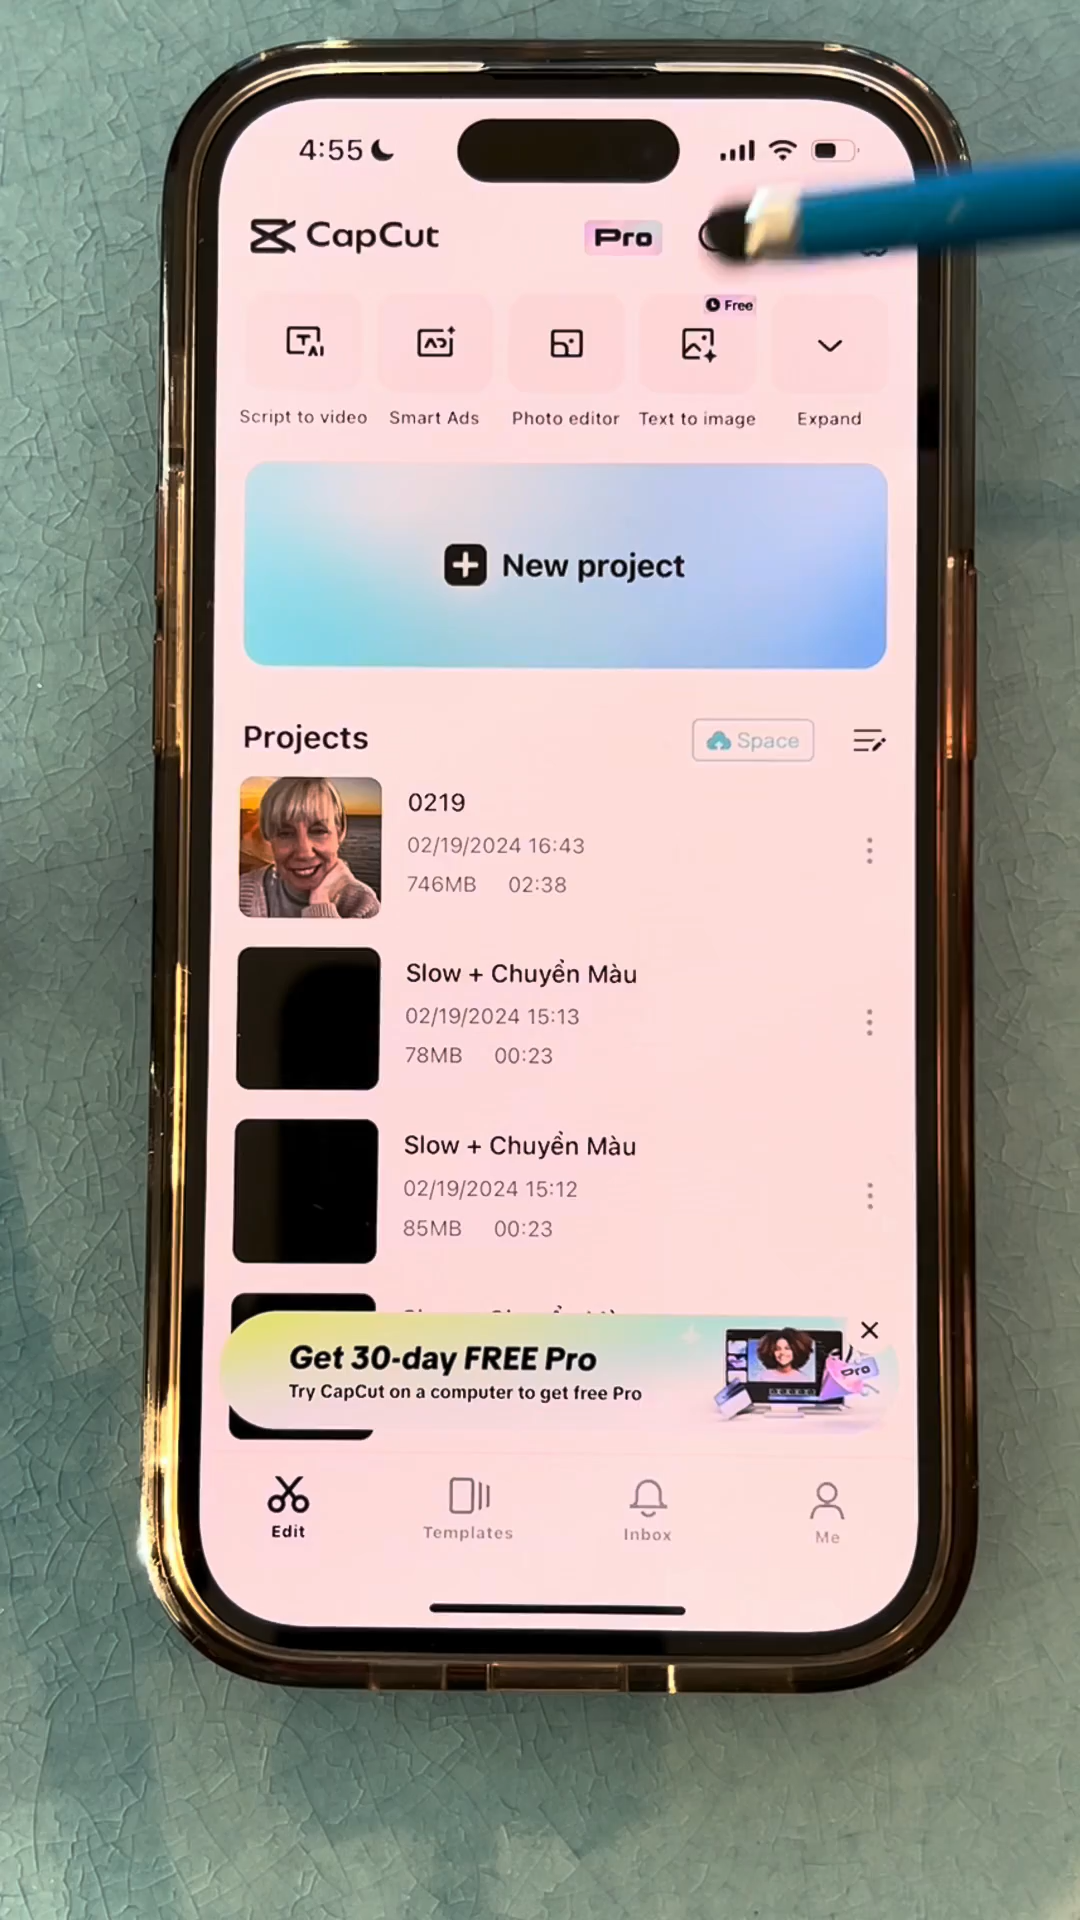 4:55
CapCut
Pro
Free
Script to video
Smart Ads
Photo editor
Text to image
Expand
New project
Projects
Space
0219
02/19/2024 16:43
746MB 02:38
Slow + Chuyển Màu
02/19/2024 15:13
78MB 00:23
Slow + Chuyển Màu
02/19/2024 15:12
85MB 00:23
Get 30-day FREE Pro
Try CapCut on a computer to get free Pro
pro
Edit
Templates
Inbox
Me